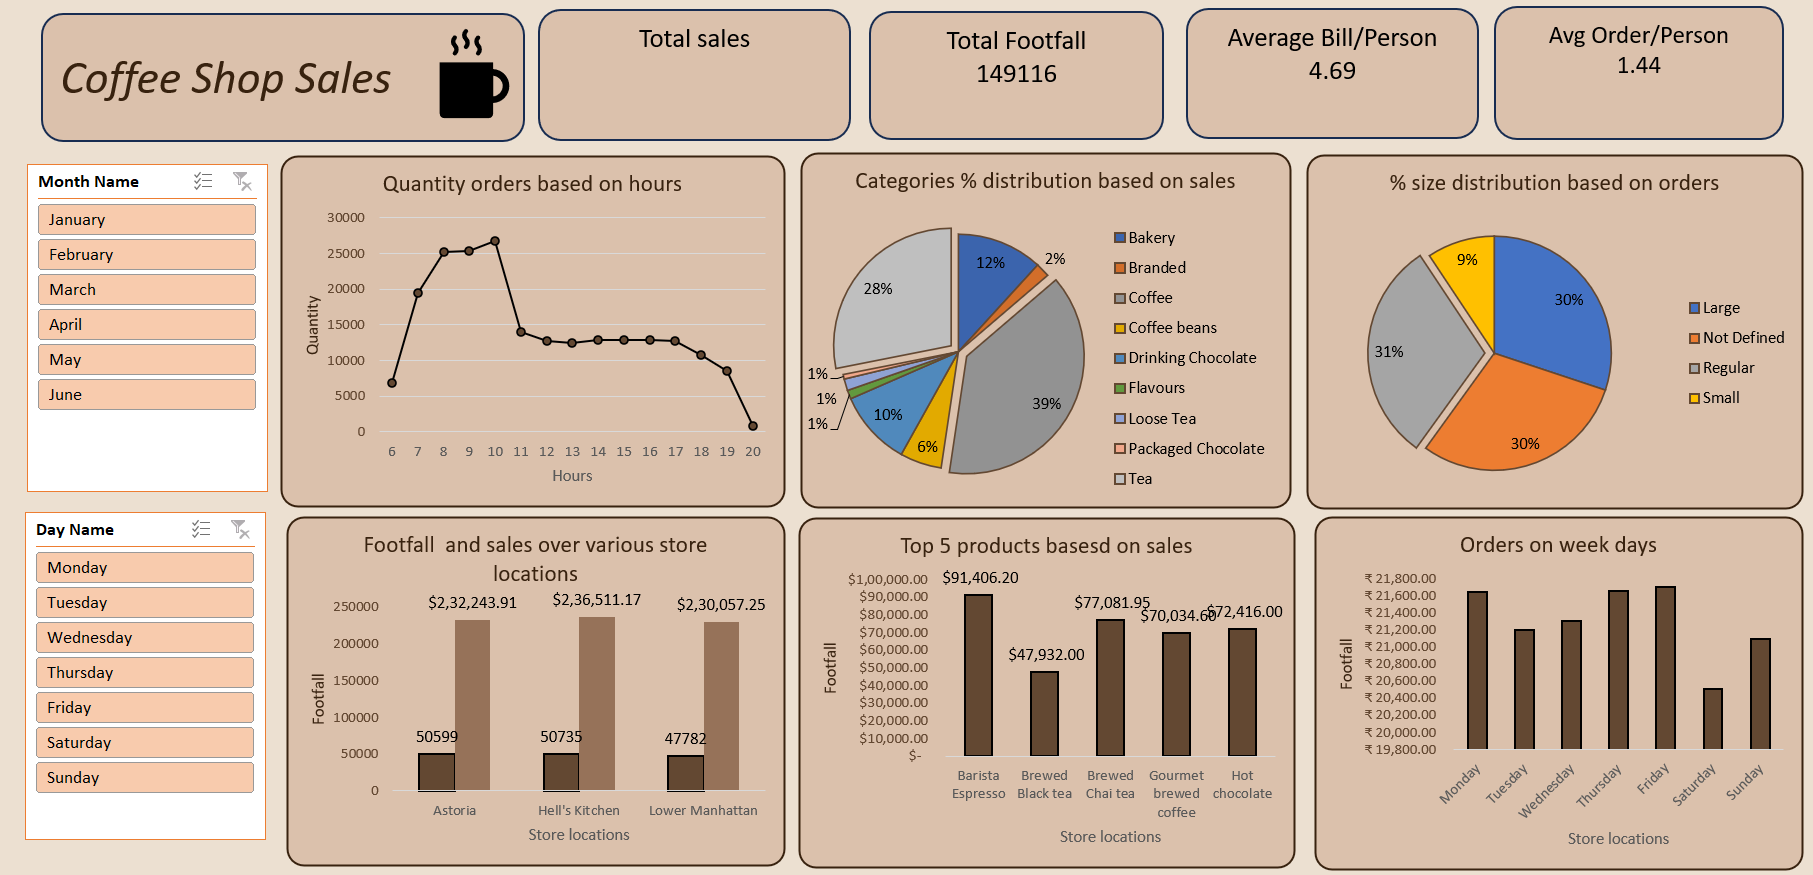 Coffee Shop Sales
Total sales
Total Footfall
149116
Average Bill/Person
4.69
Avg Order/Person
1.44
Month Name
January
February
March
April
May
June
Day Name
Monday
Tuesday
Wednesday
Thursday
Friday
Saturday
Sunday
Quantity orders based on hours
30000
25000
20000
15000
10000
5000
0
Quantity
6 7 8 9 10 11 12 13 14 15 16 17 18 19 20
Hours
Categories % distribution based on sales
12%
2%
39%
6%
10%
1%
1%
1%
28%
Bakery
Branded
Coffee
Coffee beans
Drinking Chocolate
Flavours
Loose Tea
Packaged Chocolate
Tea
% size distribution based on orders
30%
30%
31%
9%
Large
Not Defined
Regular
Small
Footfall  and sales over various store
locations
250000
200000
150000
100000
50000
0
Footfall
$2,32,243.91
$2,36,511.17
$2,30,057.25
50599
50735
47782
Astoria
Hell's Kitchen
Lower Manhattan
Store locations
Top 5 products basesd on sales
$1,00,000.00
$90,000.00
$80,000.00
$70,000.00
$60,000.00
$50,000.00
$40,000.00
$30,000.00
$20,000.00
$10,000.00
$-
Footfall
$91,406.20
$47,932.00
$77,081.95
$70,034.60
$72,416.00
Barista
Espresso
Brewed
Black tea
Brewed
Chai tea
Gourmet
brewed
coffee
Hot
chocolate
Store locations
Orders on week days
₹ 21,800.00
₹ 21,600.00
₹ 21,400.00
₹ 21,200.00
₹ 21,000.00
₹ 20,800.00
₹ 20,600.00
₹ 20,400.00
₹ 20,200.00
₹ 20,000.00
₹ 19,800.00
Footfall
Monday
Tuesday
Wednesday
Thursday
Friday
Saturday
Sunday
Store locations